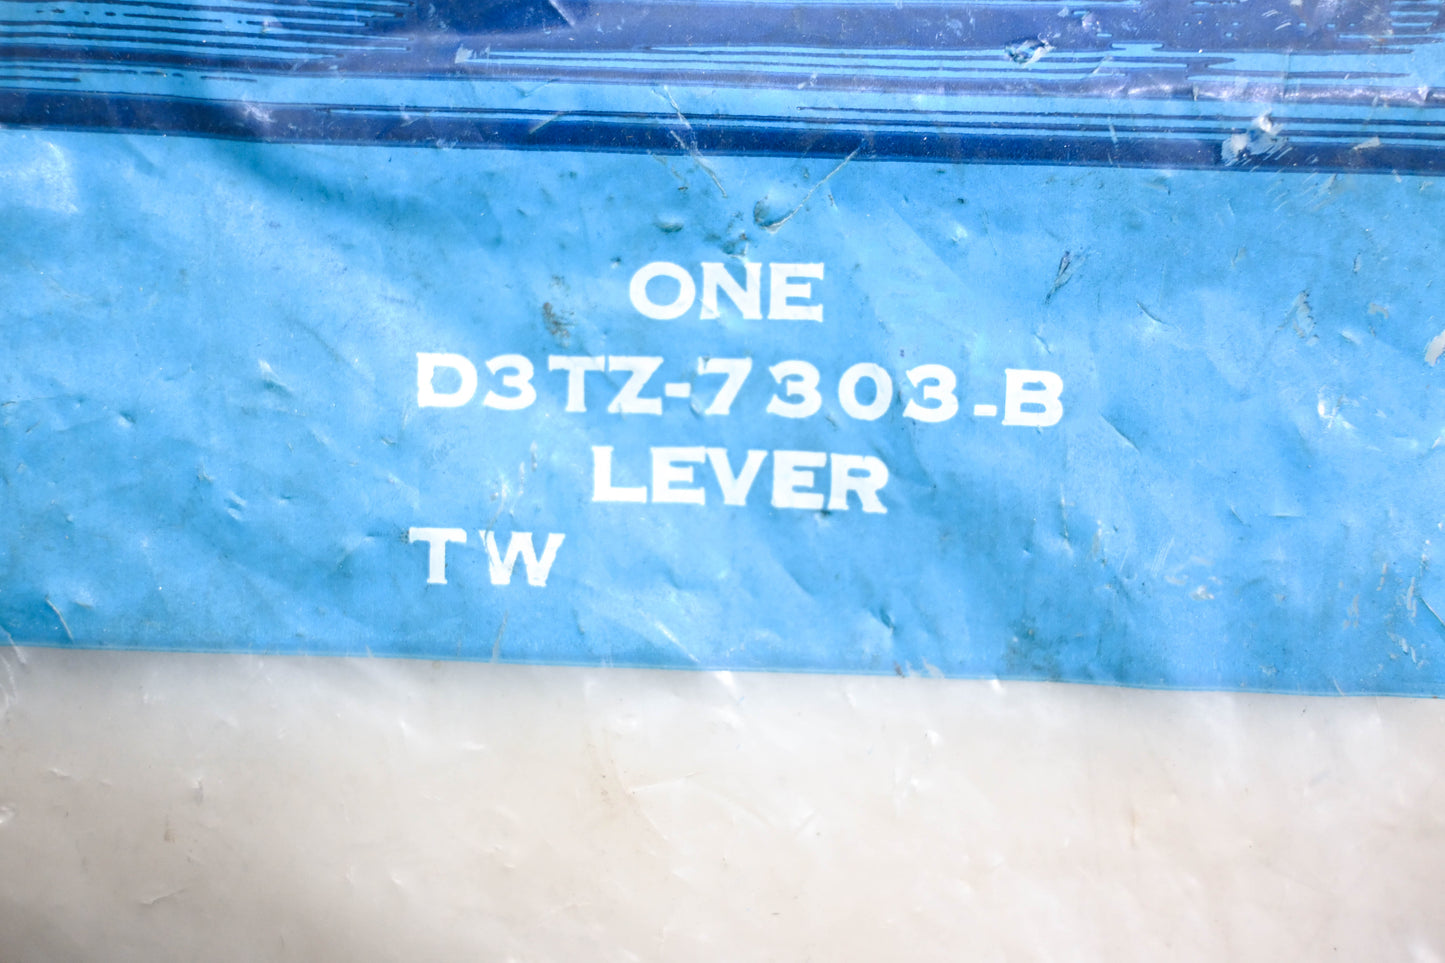 ONE
D3TZ-7303-B
LEVER
TW